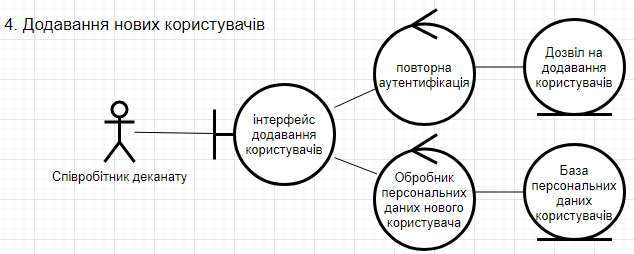 4. Додавання нових користувачів
Дозвіл на
додавання
користувачів
повторна
аутентифікація
інтерфейс
додавання
користувачів
Співробітник деканату
Обробник
персональних
даних нового
користувача
База
персональних
даних
користувачів